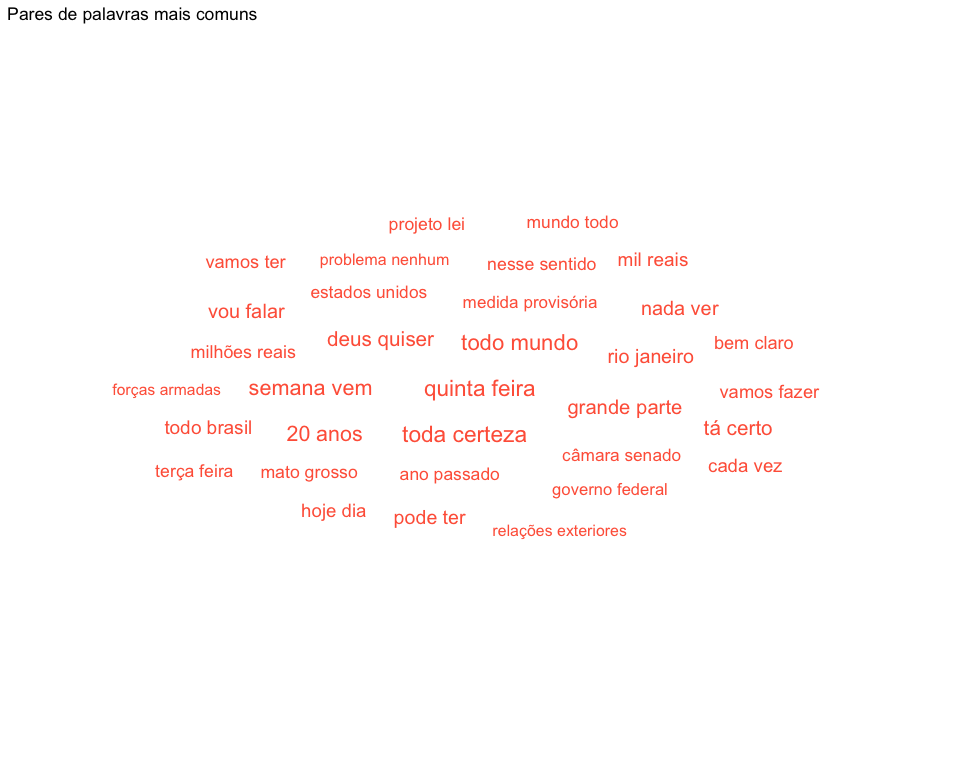 Pares de palavras mais comuns
projeto lei
mundo todo
vamos ter
problema nenhum
nesse sentido
mil reais
estados unidos
medida provisória
vou falar
nada ver
deus quiser
todo mundo
milhões reais
rio janeiro
bem claro
forças armadas
semana vem
quinta feira
vamos fazer
grande parte
todo brasil
20 anos
toda certeza
tá certo
câmara senado
terça feira
mato grosso
ano passado
cada vez
governo federal
hoje dia
pode ter
relações exteriores